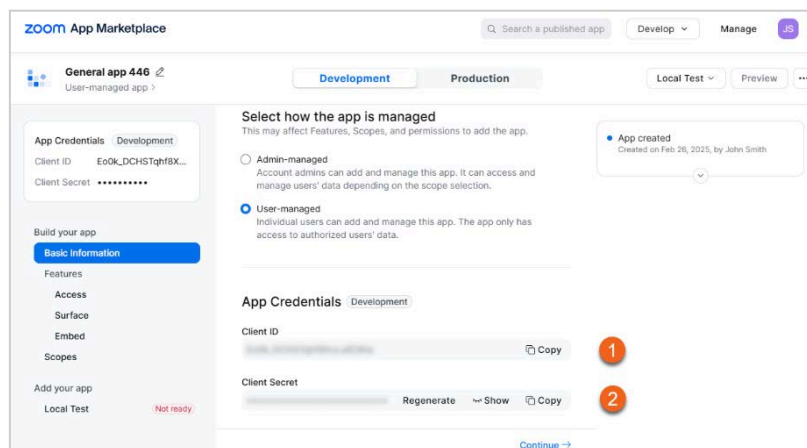 zoom App Marketplace
Search a published app
Develop
Manage
JS
General app 446
User-managed app >
Development
Production
Local Test
Preview
...
App Credentials Development
Client ID Eo0k_DCHSTqhf8X...
Client Secret ••••••••••
Build your app
Basic Information
Features
Access
Surface
Embed
Scopes
Add your app
Local Test Not ready
Select how the app is managed
This may affect Features, Scopes, and permissions to add the app.
Admin-managed
Account admins can add and manage this app. It can access and
manage users' data depending on the scope selection.
User-managed
Individual users can add and manage this app. The app only has
access to authorized users' data.
App Credentials Development
Client ID
Copy
1
Client Secret
Regenerate Show Copy
2
Continue →
App created
Created on Feb 26, 2025, by John Smith